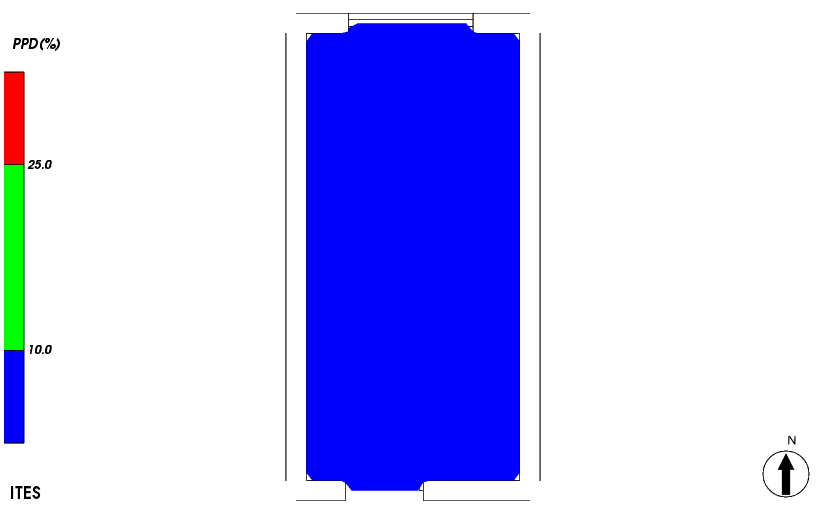 PPD(%)
25.0
10.0
N
ITES